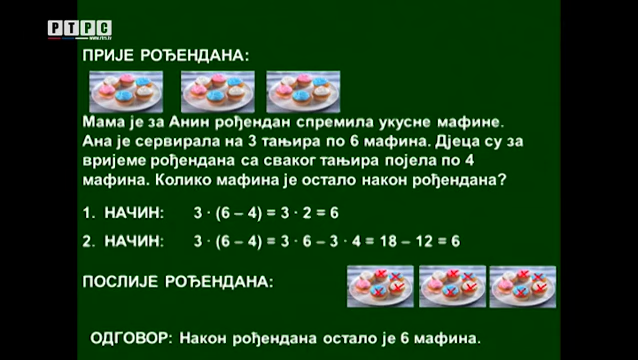 РТРС
ПРИЈЕ РОЂЕНДАНА:
Мама је за Анин рођендан спремила укусне мафине.
Ана је сервирала на 3 тањира по 6 мафина. Дјеца су за
вријеме рођендана са сваког тањира појела по 4
мафина. Колико мафина је остало након рођендана?
1. НАЧИН: 3 · (6 – 4) = 3 · 2 = 6
2. НАЧИН: 3 · (6 – 4) = 3 · 6 – 3 · 4 = 18 – 12 = 6
ПОСЛИЈЕ РОЂЕНДАНА:
ОДГОВОР: Након рођендана остало је 6 мафина.